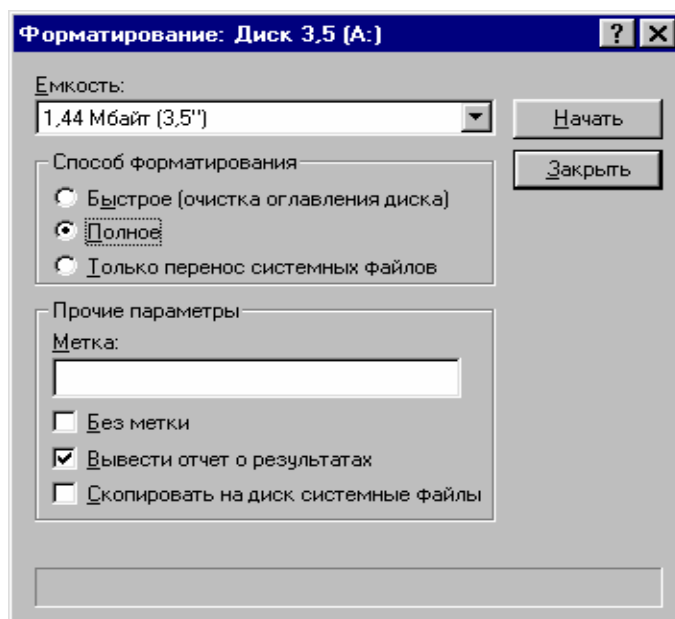 Форматирование: Диск 3,5 (A:)
Емкость:
1,44 Мбайт (3,5")
Начать
Способ форматирования
Закрыть
Быстрое (очистка оглавления диска)
Полное
Только перенос системных файлов
Прочие параметры
Метка:
Без метки
Вывести отчет о результатах
Скопировать на диск системные файлы